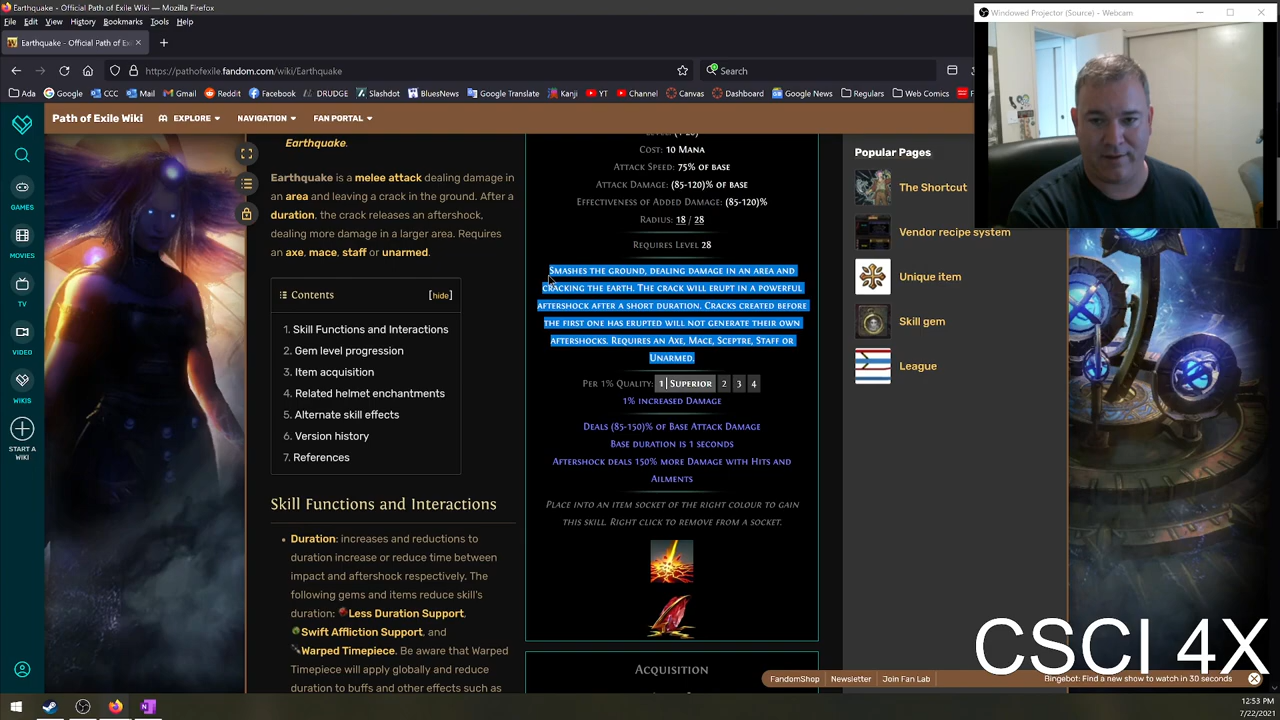 Earthquake - Official Path of Exile Wiki — Mozilla Firefox
File Edit View History Bookmarks Tools Help
Earthquake - Official Path of Ex
https://pathofexile.fandom.com/wiki/Earthquake
Search
Ada
Google
CCC
Mail
Gmail
Reddit
Facebook
DRUDGE
Slashdot
BluesNews
Google Translate
Kanji
YT
Channel
Canvas
Dashboard
Google News
Regulars
Web Comics
Windowed Projector (Source) - Webcam
Path of Exile Wiki
EXPLORE
NAVIGATION
FAN PORTAL
GAMES
MOVIES
TV
VIDEO
WIKIS
START A
WIKI
Earthquake.
Earthquake is a melee attack dealing damage in
an area and leaving a crack in the ground. After a
duration, the crack releases an aftershock,
dealing more damage in a larger area. Requires
an axe, mace, staff or unarmed.
Contents [hide]
1. Skill Functions and Interactions
2. Gem level progression
3. Item acquisition
4. Related helmet enchantments
5. Alternate skill effects
6. Version history
7. References
Skill Functions and Interactions
Duration: increases and reductions to
duration increase or reduce time between
impact and aftershock respectively. The
following gems and items reduce skill's
duration: Less Duration Support,
Swift Affliction Support, and
Warped Timepiece. Be aware that Warped
Timepiece will apply globally and reduce
duration to buffs and other effects such as
Level: (1-20)
Cost: 10 Mana
Attack Speed: 75% of base
Attack Damage: (85-120)% of base
Effectiveness of Added Damage: (85-120)%
Radius: 18 / 28
Requires Level 28
Smashes the ground, dealing damage in an area and
cracking the earth. The crack will erupt in a powerful
aftershock after a short duration. Cracks created before
the first one has erupted will not generate their own
aftershocks. Requires an Axe, Mace, Sceptre, Staff or
Unarmed.
Per 1% Quality: 1 | Superior 2 3 4
1% increased Damage
Deals (85-150)% of Base Attack Damage
Base duration is 1 seconds
Aftershock deals 150% more Damage with Hits and
Ailments
Place into an item socket of the right colour to gain
this skill. Right click to remove from a socket.
Acquisition
Popular Pages
The Shortcut
Vendor recipe system
Unique item
Skill gem
League
CSCI 4X
FandomShop
Newsletter
Join Fan Lab
Bingebot: Find a new show to watch in 30 seconds
12:53 PM
7/22/2021